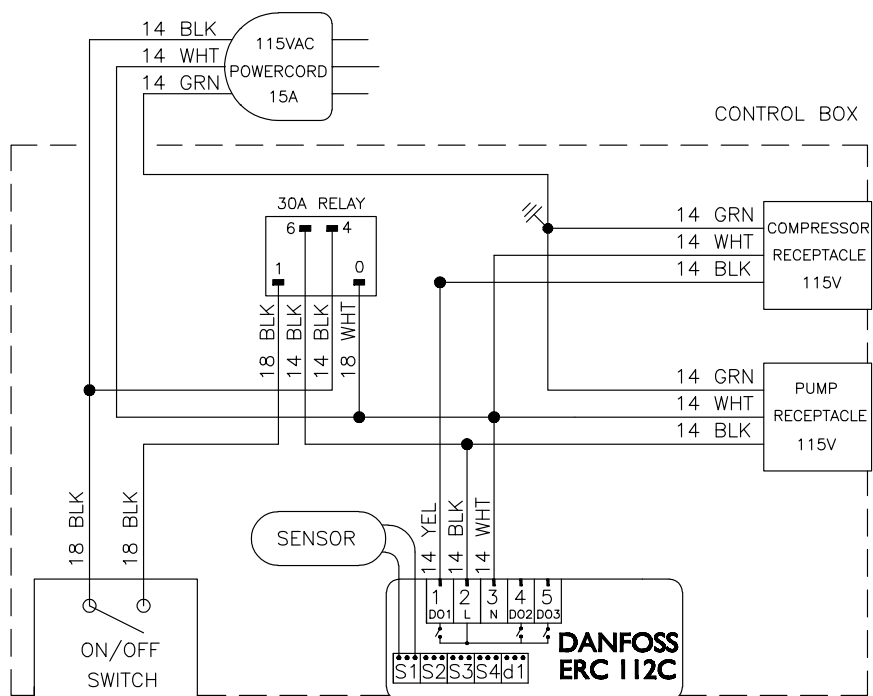 14 BLK
14 WHT
14 GRN
115VAC
POWERCORD
15A
CONTROL BOX
30A RELAY
6 4
1 0
14 GRN
14 WHT
14 BLK
COMPRESSOR
RECEPTACLE
115V
18 BLK
14 BLK
14 BLK
18 WHT
14 GRN
14 WHT
14 BLK
PUMP
RECEPTACLE
115V
18 BLK
18 BLK
SENSOR
14 YEL
14 BLK
14 WHT
1 2 3 4 5
DO1 L N DO2 DO3
ON/OFF
SWITCH
DANFOSS
ERC 112C
S1 S2 S3 S4 d1